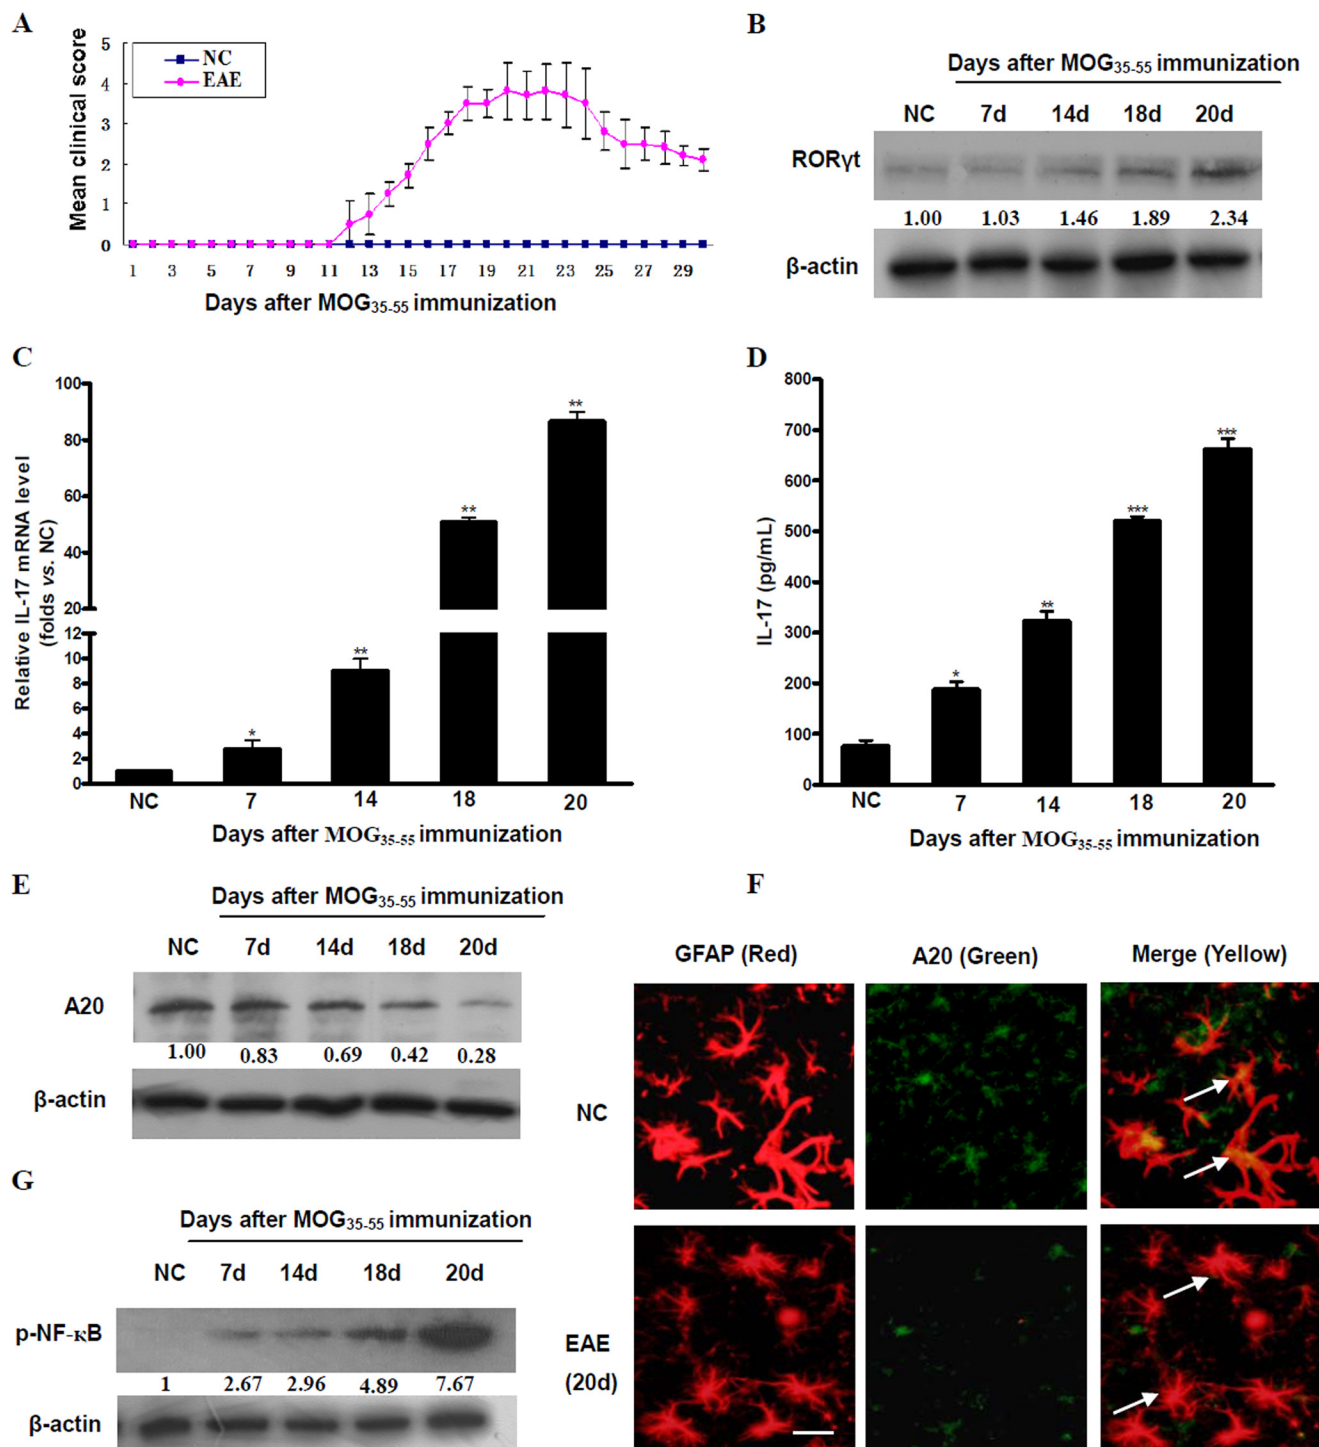 A
Mean clinical score
5
4
3
2
1
0
NC
EAE
1 3 5 7 9 11 13 15 17 19 21 23 25 27 29
Days after MOG35-55 immunization
B
Days after MOG35-55 immunization
NC 7d 14d 18d 20d
RORγt
1.00 1.03 1.46 1.89 2.34
β-actin
C
Relative IL-17 mRNA level
(folds vs. NC)
100
80
60
40
20
12
10
8
6
4
2
0
* ** ** **
NC 7 14 18 20
Days after MOG35-55 immunization
D
IL-17 (pg/mL)
800
700
600
500
400
300
200
100
0
* ** *** ***
NC 7 14 18 20
Days after MOG35-55 immunization
E
Days after MOG35-55 immunization
NC 7d 14d 18d 20d
A20
1.00 0.83 0.69 0.42 0.28
β-actin
F
GFAP (Red) A20 (Green) Merge (Yellow)
NC
EAE
(20d)
G
Days after MOG35-55 immunization
NC 7d 14d 18d 20d
p-NF-κB
1 2.67 2.96 4.89 7.67
β-actin